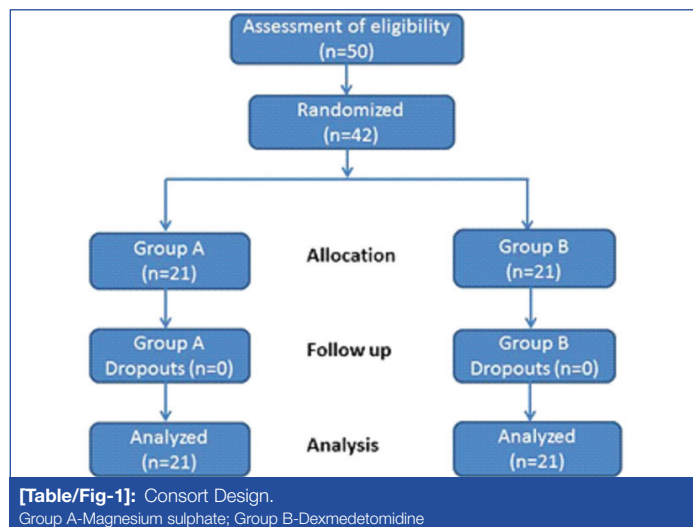 Assessment of eligibility
(n=50)
Randomized
(n=42)
Group A
(n=21)
Allocation
Group B
(n=21)
Group A
Dropouts (n=0)
Follow up
Group B
Dropouts (n=0)
Analyzed
(n=21)
Analysis
Analyzed
(n=21)
[Table/Fig-1]: Consort Design.
Group A-Magnesium sulphate; Group B-Dexmedetomidine